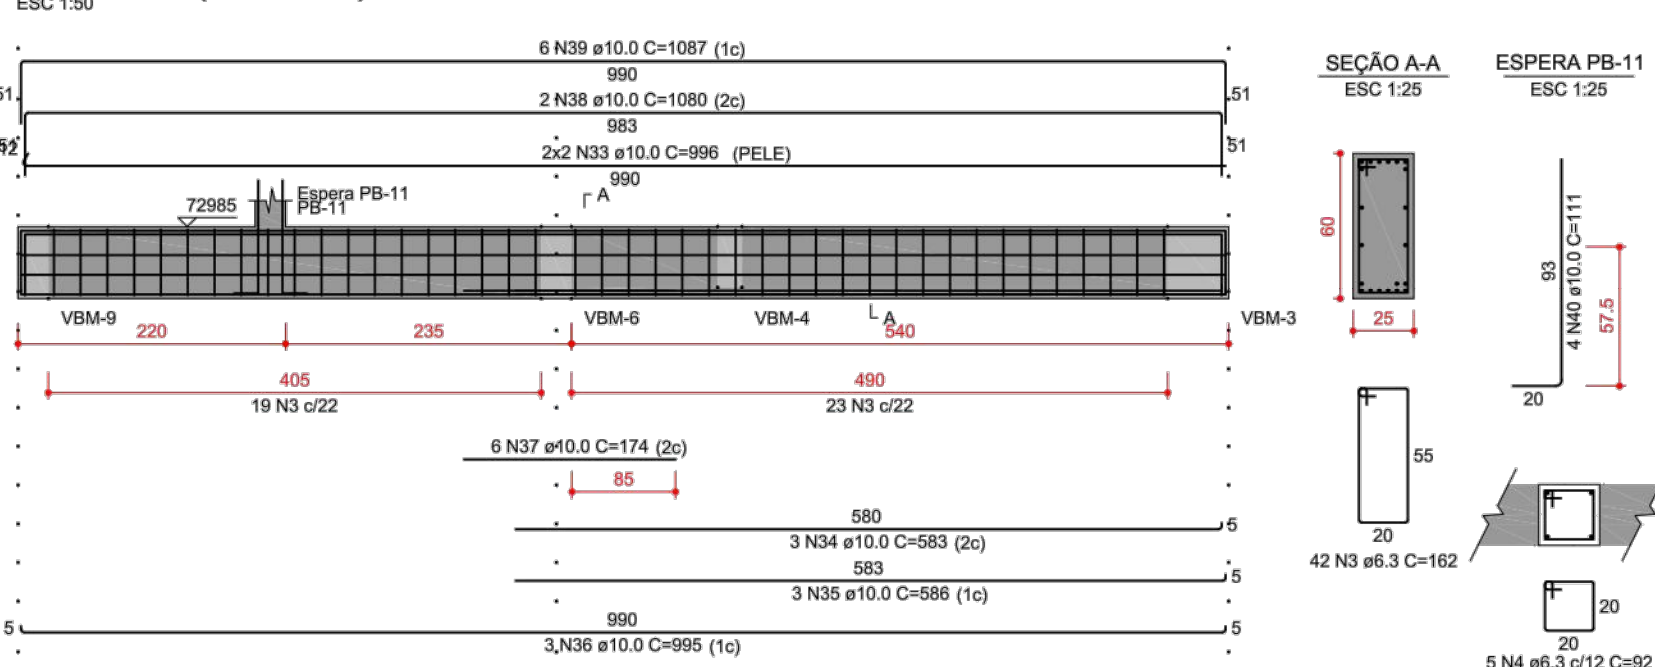 ESC 1:50
6 N39 ø10.0 C=1087 (1c)
990
51
51
2 N38 ø10.0 C=1080 (2c)
983
51
2x2 N33 ø10.0 C=996 (PELE)
990
A
Espera PB-11
PB-11
72985
VBM-9
VBM-6
VBM-4
A
VBM-3
220
235
540
405
490
19 N3 c/22
23 N3 c/22
6 N37 ø10.0 C=174 (2c)
85
580
5
3 N34 ø10.0 C=583 (2c)
583
5
3 N35 ø10.0 C=586 (1c)
5
990
5
3 N36 ø10.0 C=995 (1c)
SEÇÃO A-A
ESC 1:25
60
25
55
20
42 N3 ø6.3 C=162
ESPERA PB-11
ESC 1:25
93
4 N40 ø10.0 C=111
57.5
20
20
20
5 N4 ø6.3 c/12 C=92